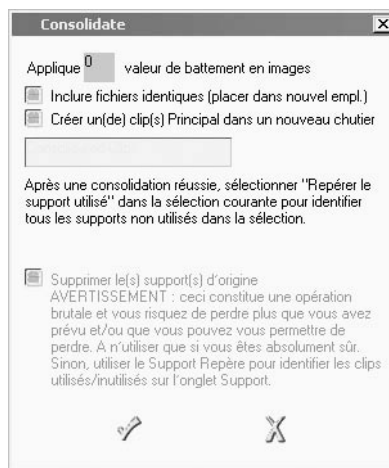 Consolidate
Applique 0 valeur de battement en images
Inclure fichiers identiques (placer dans nouvel empl.)
Créer un(de) clip(s) Principal dans un nouveau chutier
Après une consolidation réussie, sélectionner "Repérer le
support utilisé" dans la sélection courante pour identifier
tous les supports non utilisés dans la sélection.
Supprimer le(s) support(s) d'origine
AVERTISSEMENT : ceci constitue une opération
brutale et vous risquez de perdre plus que vous avez
prévu et/ou que vous pouvez vous permettre de
perdre. A n'utiliser que si vous êtes absolument sûr.
Sinon, utiliser le Support Repère pour identifier les clips
utilisés/inutilisés sur l'onglet Support.